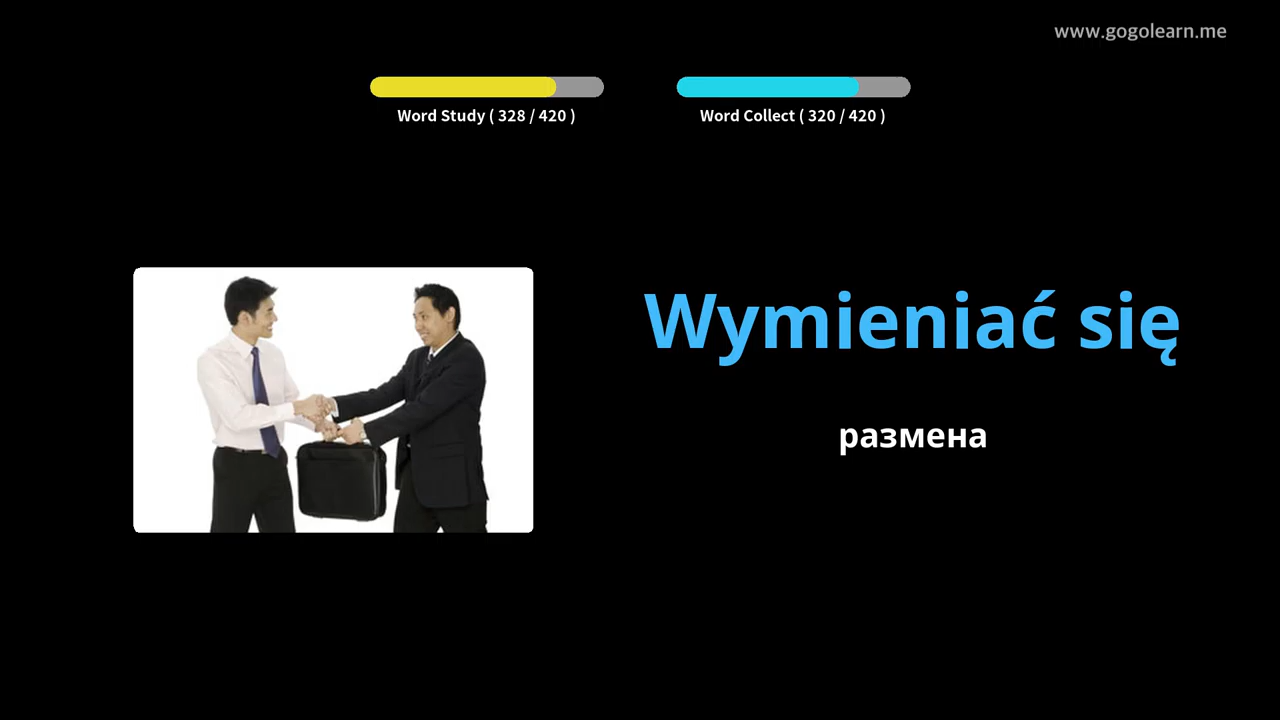 www.gogolearn.me
Word Study ( 328 / 420 )
Word Collect ( 320 / 420 )
Wymieniać się
размена